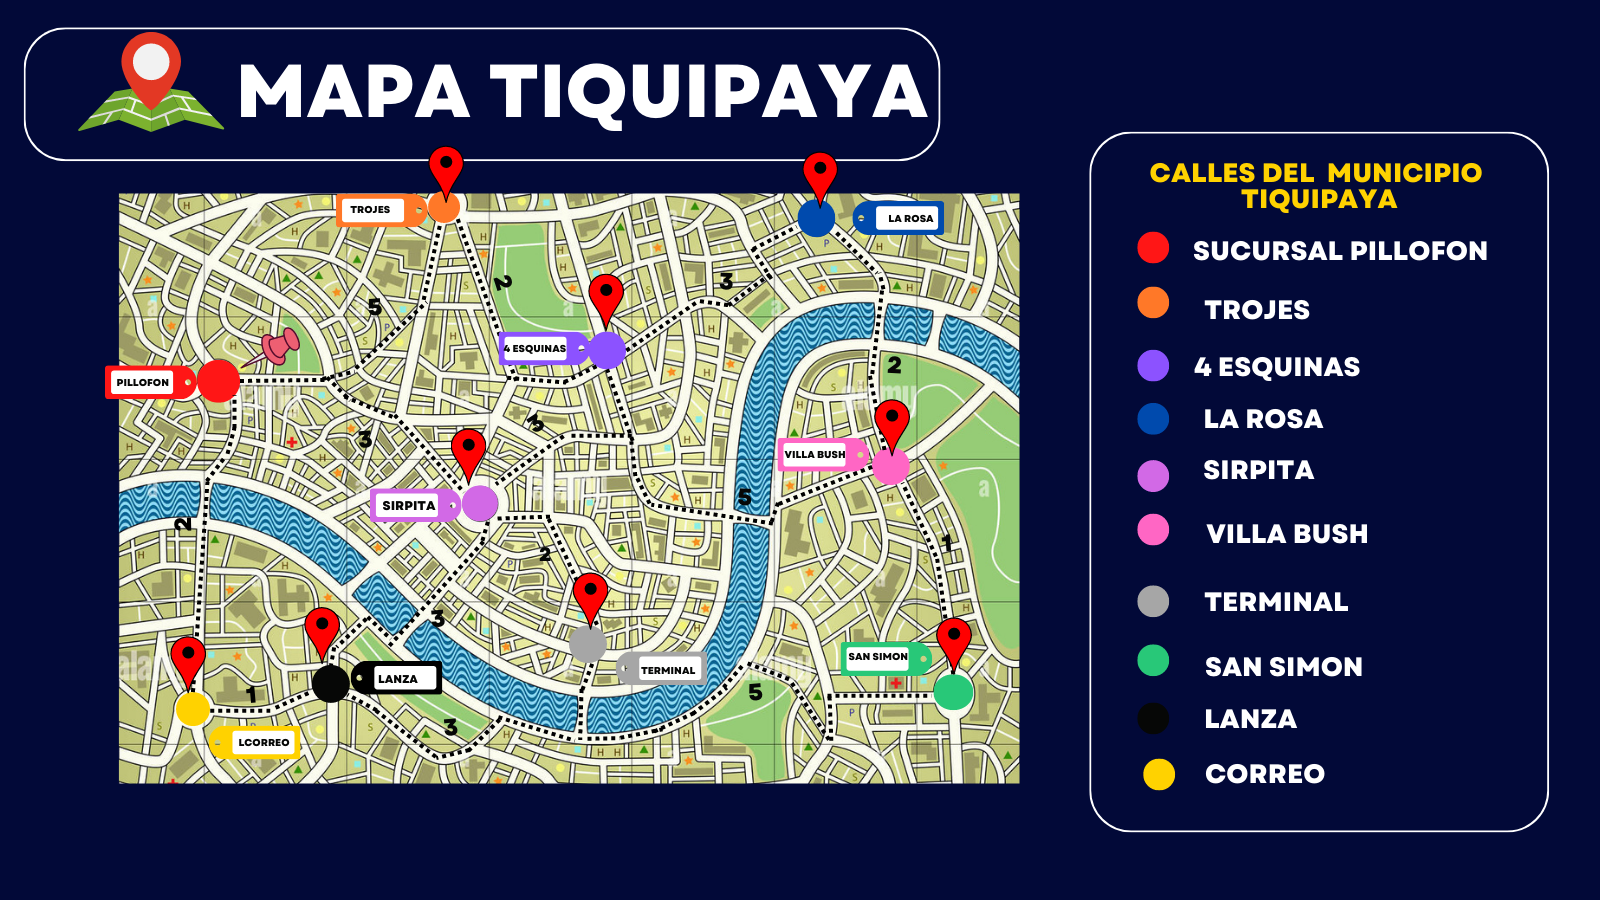 MAPA TIQUIPAYA
CALLES DEL MUNICIPIO
TIQUIPAYA
SUCURSAL PILLOFON
TROJES
4 ESQUINAS
LA ROSA
SIRPITA
VILLA BUSH
TERMINAL
SAN SIMON
LANZA
CORREO
TROJES
LA ROSA
2
3
5
4 ESQUINAS
2
PILLOFON
3
3
VILLA BUSH
5
SIRPITA
2
2
1
3
SAN SIMON
TERMINAL
LANZA
1
5
3
LCORREO